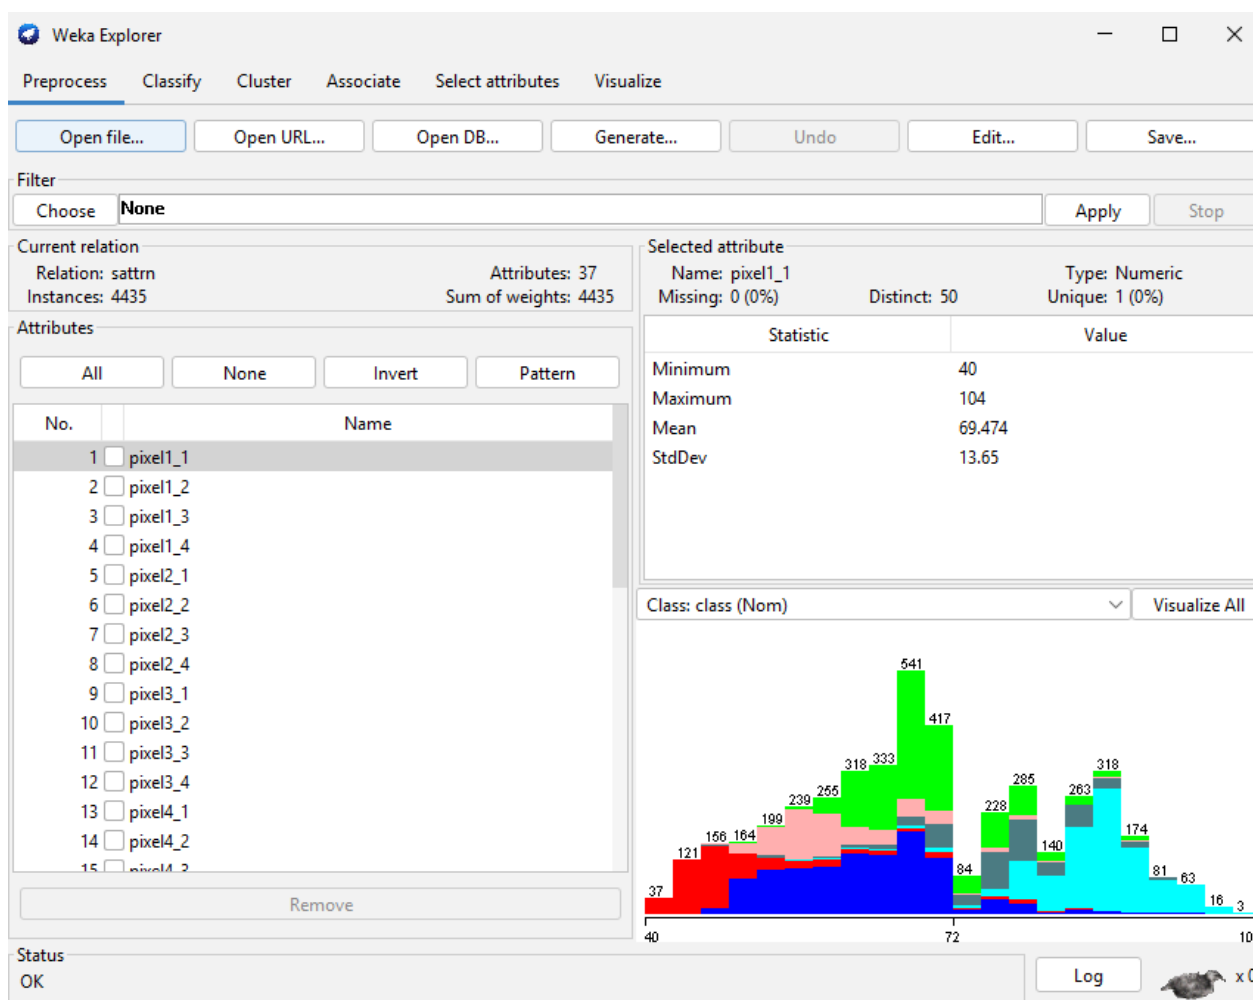 Weka Explorer
Preprocess Classify Cluster Associate Select attributes Visualize
Open file... Open URL... Open DB... Generate... Undo Edit... Save...
Filter
Choose None Apply Stop
Current relation
Relation: sattrn Attributes: 37
Instances: 4435 Sum of weights: 4435
Attributes
All None Invert Pattern
No. Name
1 pixel1_1
2 pixel1_2
3 pixel1_3
4 pixel1_4
5 pixel2_1
6 pixel2_2
7 pixel2_3
8 pixel2_4
9 pixel3_1
10 pixel3_2
11 pixel3_3
12 pixel3_4
13 pixel4_1
14 pixel4_2
15 pixel4_3
Remove
Selected attribute
Name: pixel1_1 Type: Numeric
Missing: 0 (0%) Distinct: 50 Unique: 1 (0%)
Statistic Value
Minimum 40
Maximum 104
Mean 69.474
StdDev 13.65
Class: class (Nom) Visualize All
37 121 156 164 199 239 255 318 333 541 417 84 228 285 140 263 318 174 81 63 16 3
40 72 10
Status
OK
Log x 0